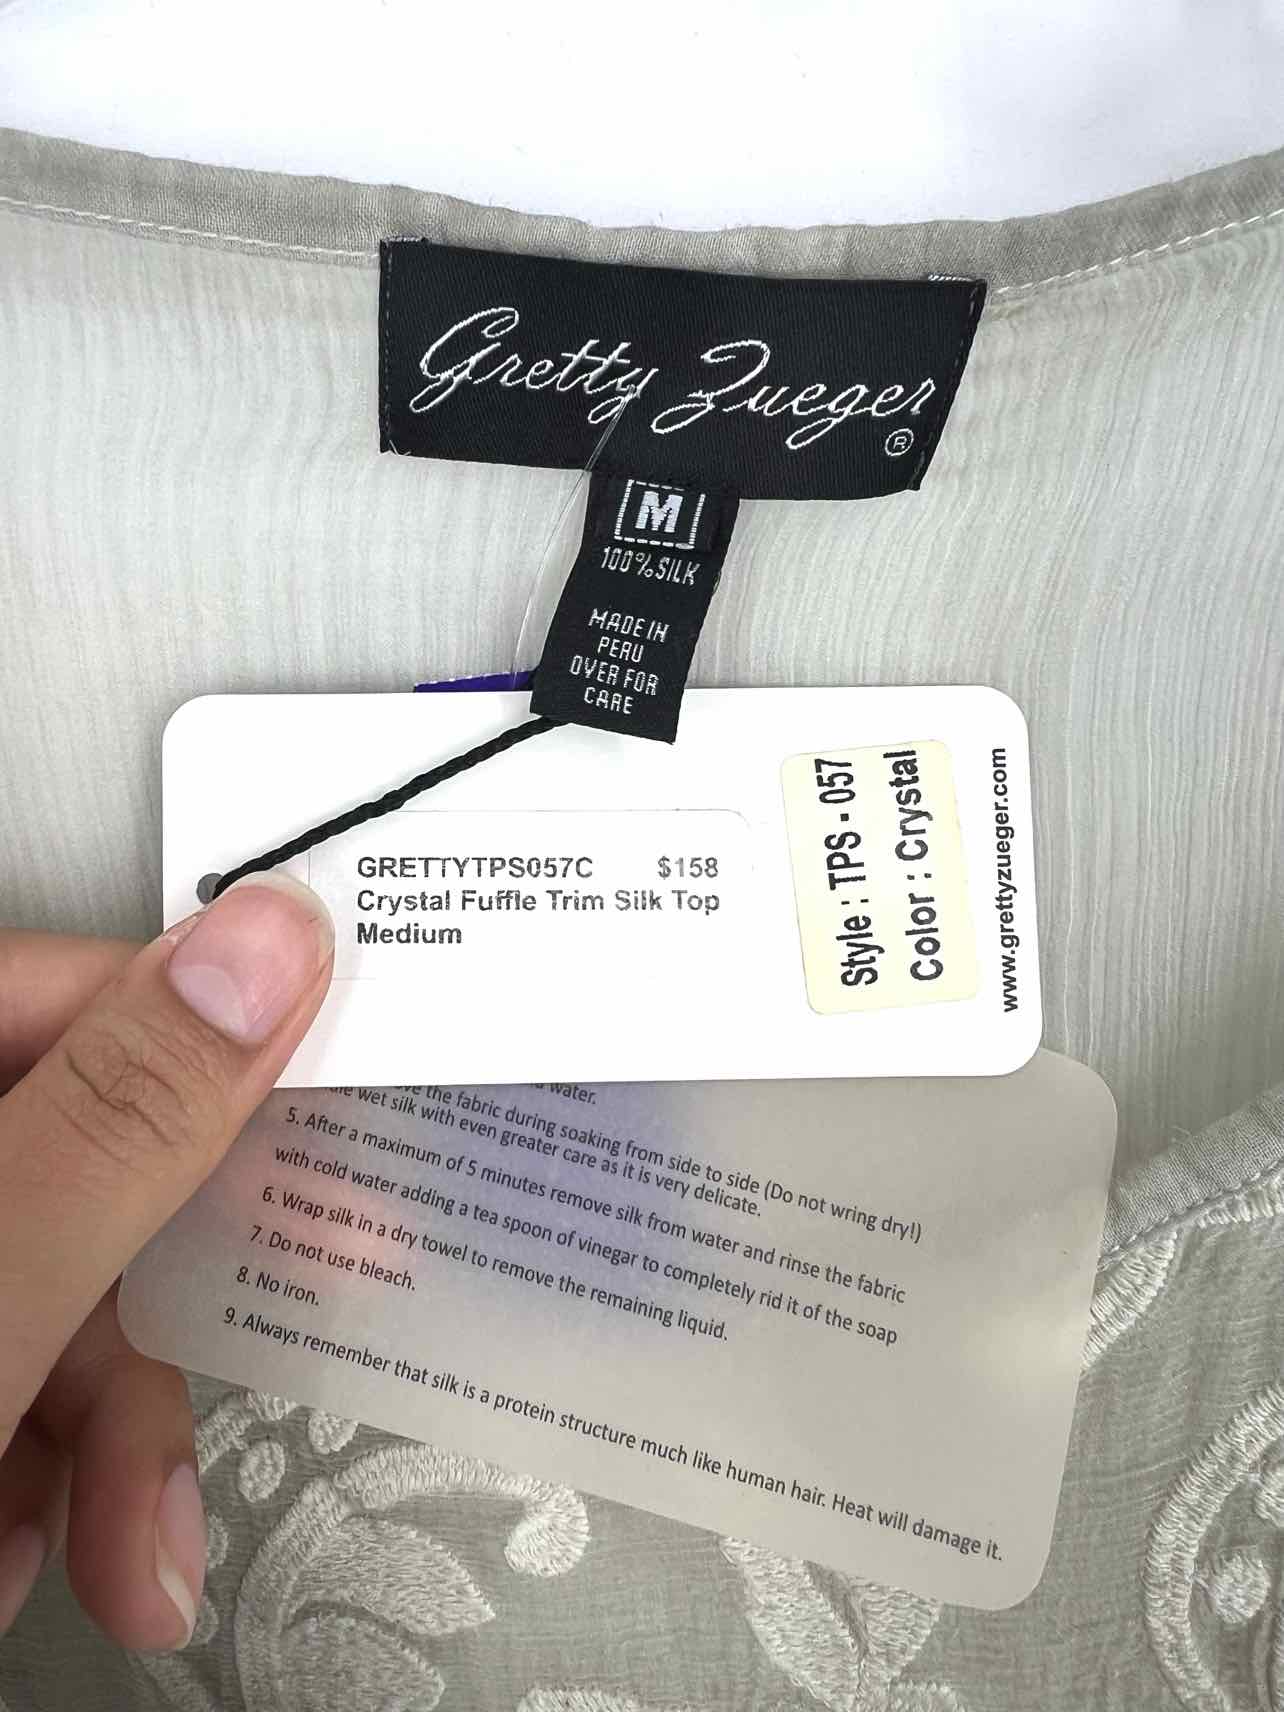 Gretty Zueger
®
M
100% SILK
MADE IN
PERU
OVER FOR
CARE
GRETTYTPS057C $158
Crystal Fuffle Trim Silk Top
Medium
Style : TPS - 057
Color : Crystal
www.grettyzueger.com
water.
the fabric during soaking from side to side (Do not wring dry!)
wet silk with even greater care as it is very delicate.
5. After a maximum of 5 minutes remove silk from water and rinse the fabric
with cold water adding a tea spoon of vinegar to completely rid it of the soap
6. Wrap silk in a dry towel to remove the remaining liquid.
7. Do not use bleach.
8. No iron.
9. Always remember that silk is a protein structure much like human hair. Heat will damage it.